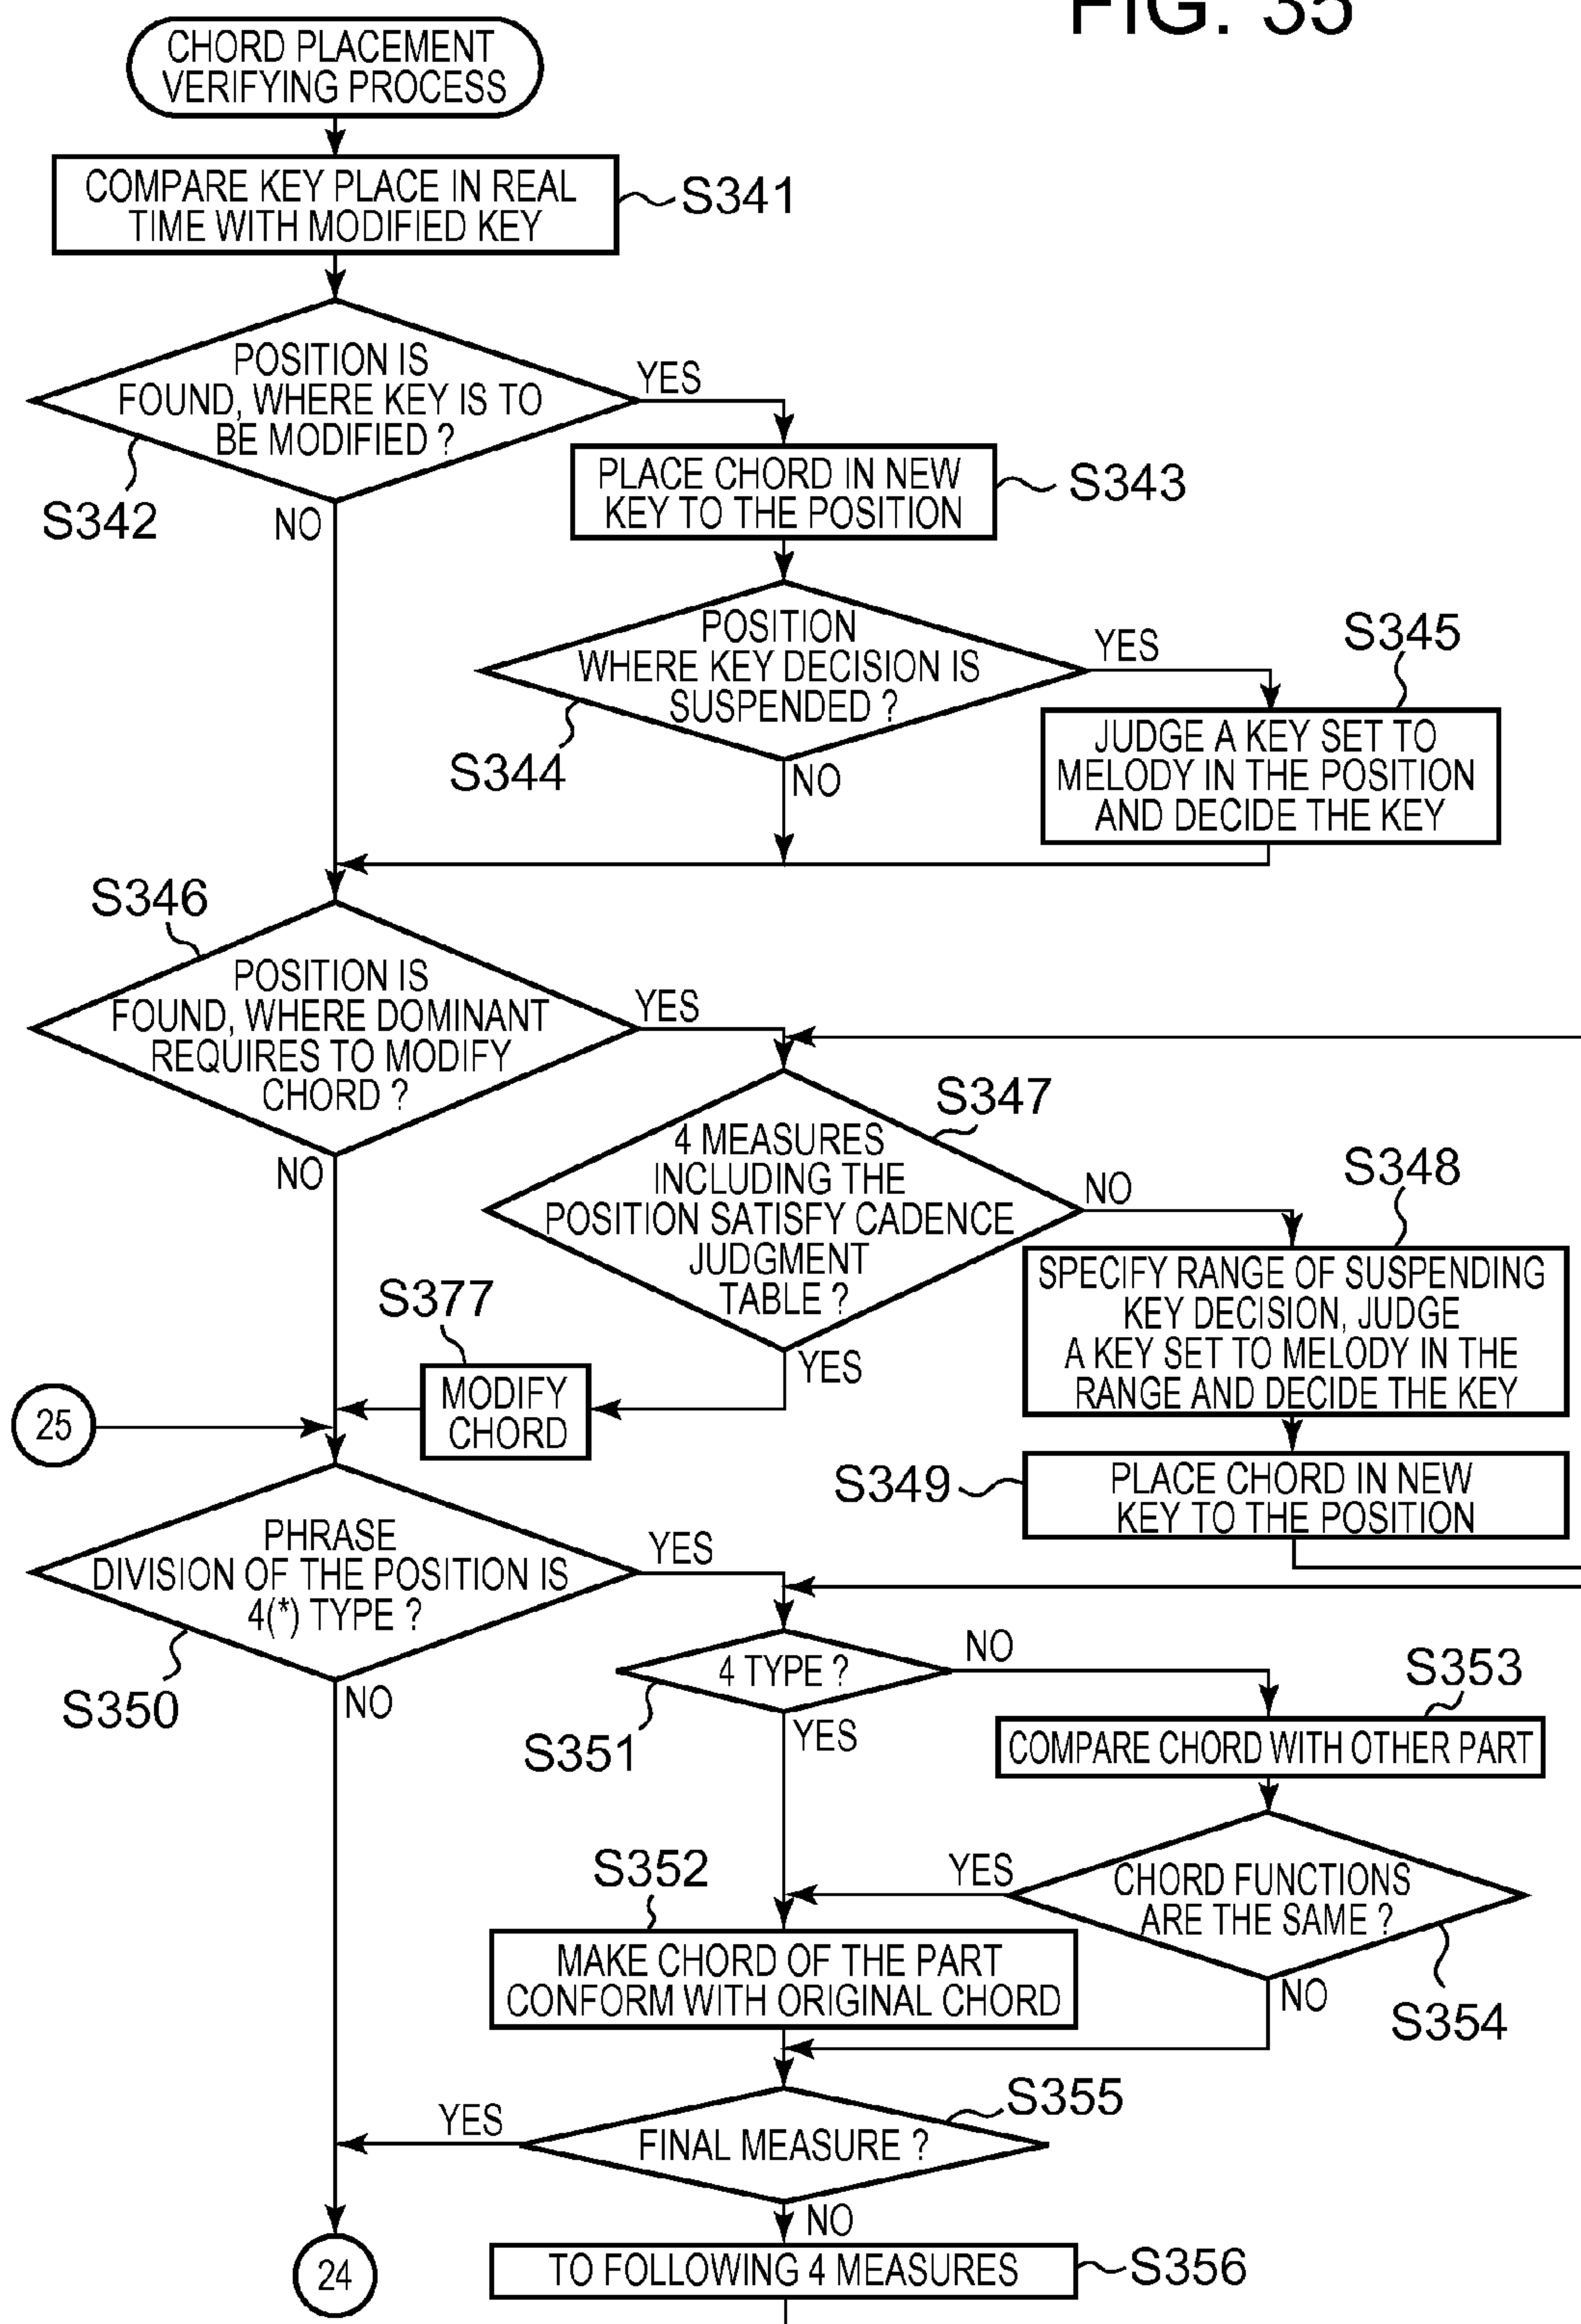 FIG. 35
CHORD PLACEMENT
VERIFYING PROCESS
COMPARE KEY PLACE IN REAL
TIME WITH MODIFIED KEY
S341
POSITION IS
FOUND, WHERE KEY IS TO
BE MODIFIED ?
YES
S342
NO
PLACE CHORD IN NEW
KEY TO THE POSITION
S343
POSITION
WHERE KEY DECISION IS
SUSPENDED ?
YES
S345
S344
NO
JUDGE A KEY SET TO
MELODY IN THE POSITION
AND DECIDE THE KEY
S346
POSITION IS
FOUND, WHERE DOMINANT
REQUIRES TO MODIFY
CHORD ?
YES
NO
S347
4 MEASURES
INCLUDING THE
POSITION SATISFY CADENCE
JUDGMENT
TABLE ?
NO
S348
YES
SPECIFY RANGE OF SUSPENDING
KEY DECISION, JUDGE
A KEY SET TO MELODY IN THE
RANGE AND DECIDE THE KEY
S377
MODIFY
CHORD
25
S349
PLACE CHORD IN NEW
KEY TO THE POSITION
PHRASE
DIVISION OF THE POSITION IS
4(*) TYPE ?
YES
S350
NO
4 TYPE ?
NO
S351
YES
S353
COMPARE CHORD WITH OTHER PART
CHORD FUNCTIONS
ARE THE SAME ?
YES
NO
S354
S352
MAKE CHORD OF THE PART
CONFORM WITH ORIGINAL CHORD
S355
FINAL MEASURE ?
YES
NO
24
TO FOLLOWING 4 MEASURES
S356